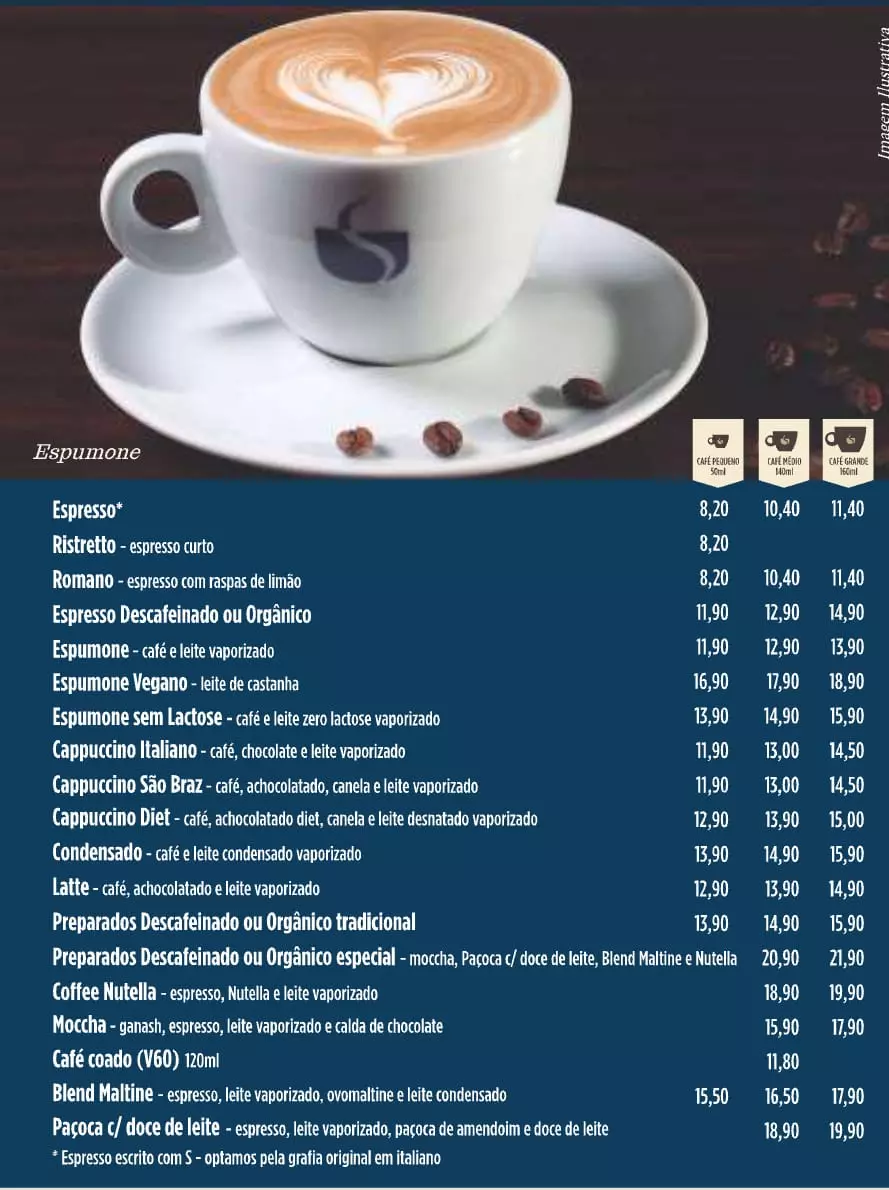 Imagem Ilustrativa
Espumone
CAFÉ PEQUENO CAFÉ MÉDIO CAFÉ GRANDE
50ml 140ml 160ml
Espresso* 8,20 10,40 11,40
Ristretto - espresso curto 8,20
Romano - espresso com raspas de limão 8,20 10,40 11,40
Espresso Descafeinado ou Orgânico 11,90 12,90 14,90
Espumone - café e leite vaporizado 11,90 12,90 13,90
Espumone Vegano - leite de castanha 16,90 17,90 18,90
Espumone sem Lactose - café e leite zero lactose vaporizado 13,90 14,90 15,90
Cappuccino Italiano - café, chocolate e leite vaporizado 11,90 13,00 14,50
Cappuccino São Braz - café, achocolatado, canela e leite vaporizado 11,90 13,00 14,50
Cappuccino Diet - café, achocolatado diet, canela e leite desnatado vaporizado 12,90 13,90 15,00
Condensado - café e leite condensado vaporizado 13,90 14,90 15,90
Latte - café, achocolatado e leite vaporizado 12,90 13,90 14,90
Preparados Descafeinado ou Orgânico tradicional 13,90 14,90 15,90
Preparados Descafeinado ou Orgânico especial - moccha, Paçoca c/ doce de leite, Blend Maltine e Nutella 20,90 21,90
Coffee Nutella - espresso, Nutella e leite vaporizado 18,90 19,90
Moccha - ganash, espresso, leite vaporizado e calda de chocolate 15,90 17,90
Café coado (V60) 120ml 11,80
Blend Maltine - espresso, leite vaporizado, ovomaltine e leite condensado 15,50 16,50 17,90
Paçoca c/ doce de leite - espresso, leite vaporizado, paçoca de amendoim e doce de leite 18,90 19,90
* Espresso escrito com S - optamos pela grafia original em italiano